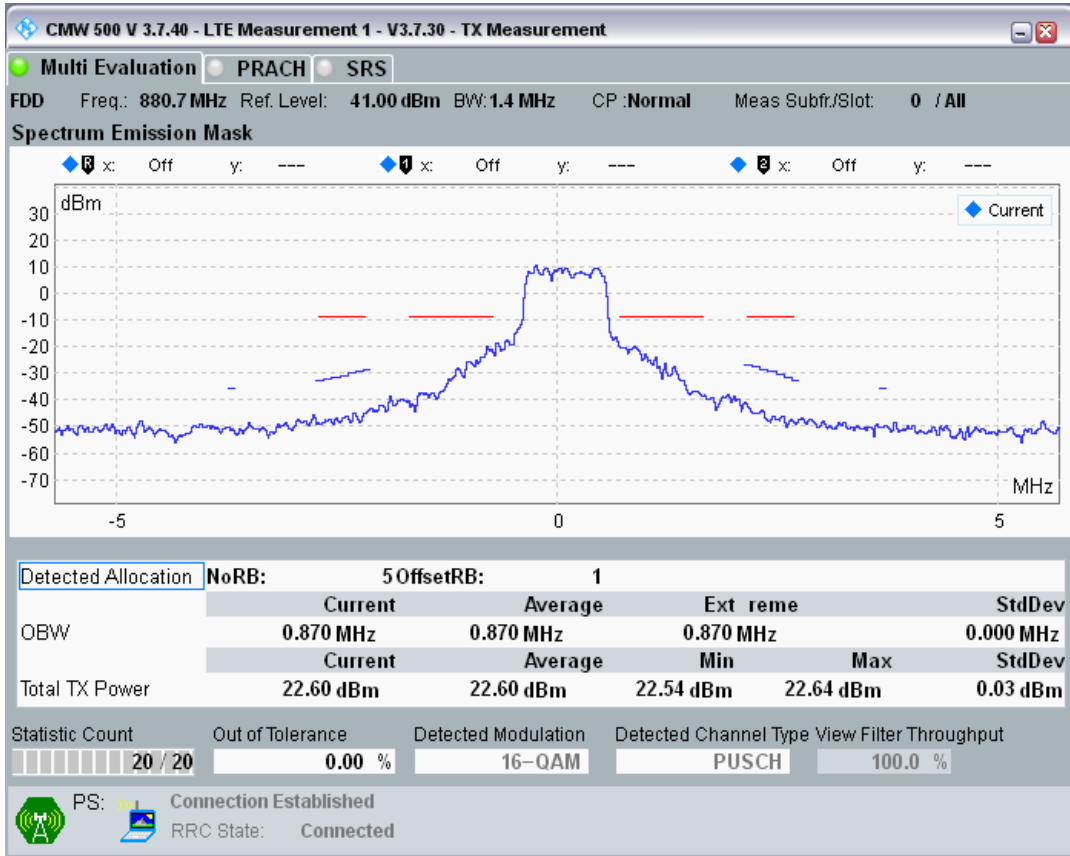 CMW 500 V 3.7.40 - LTE Measurement 1 - V3.7.30 - TX Measurement
Multi Evaluation PRACH SRS
FDD Freq.: 880.7 MHz Ref. Level: 41.00 dBm BW: 1.4 MHz CP :Normal Meas Subfr./Slot: 0 / All
Spectrum Emission Mask
R x: Off y: --- 1 x: Off y: --- 2 x: Off y: ---
dBm
Current
30
20
10
0
-10
-20
-30
-40
-50
-60
-70
MHz
-5 0 5
Detected Allocation NoRB: 5 OffsetRB: 1
Current Average Ext reme StdDev
OBW 0.870 MHz 0.870 MHz 0.870 MHz 0.000 MHz
Current Average Min Max StdDev
Total TX Power 22.60 dBm 22.60 dBm 22.54 dBm 22.64 dBm 0.03 dBm
Statistic Count Out of Tolerance Detected Modulation Detected Channel Type View Filter Throughput
20 / 20 0.00 % 16-QAM PUSCH 100.0 %
PS: Connection Established
RRC State: Connected